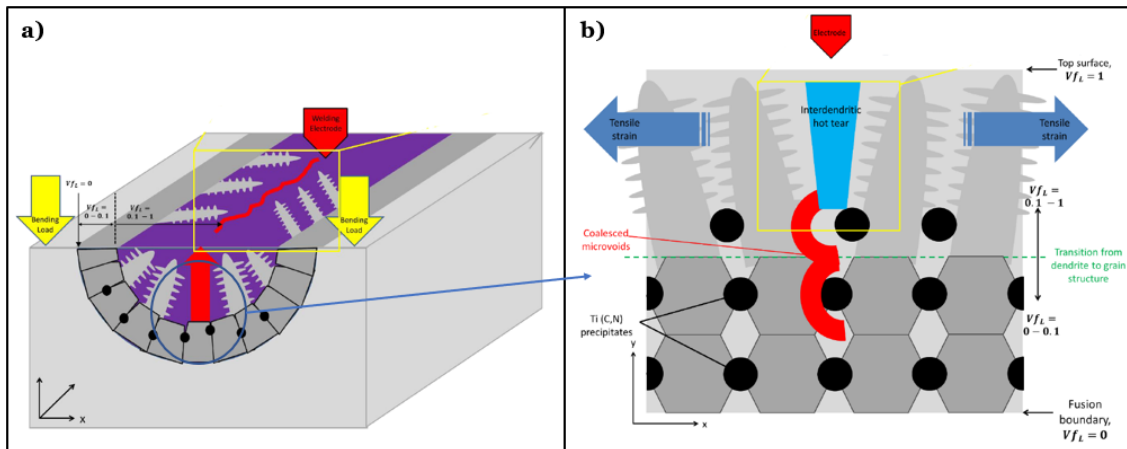 a)
Welding
Electrode
Vf_L = 0
Vf_L =
0 – 0.1
Vf_L =
0.1 – 1
Bending
Load
Bending
Load
X
b)
Electrode
Top surface,
Vf_L = 1
Interdendritic
hot tear
Tensile
strain
Tensile
strain
Vf_L =
0.1 – 1
Coalesced
microvoids
Transition from
dendrite to grain
structure
Ti (C,N)
precipitates
Vf_L =
0 – 0.1
y
x
Fusion
boundary,
Vf_L = 0